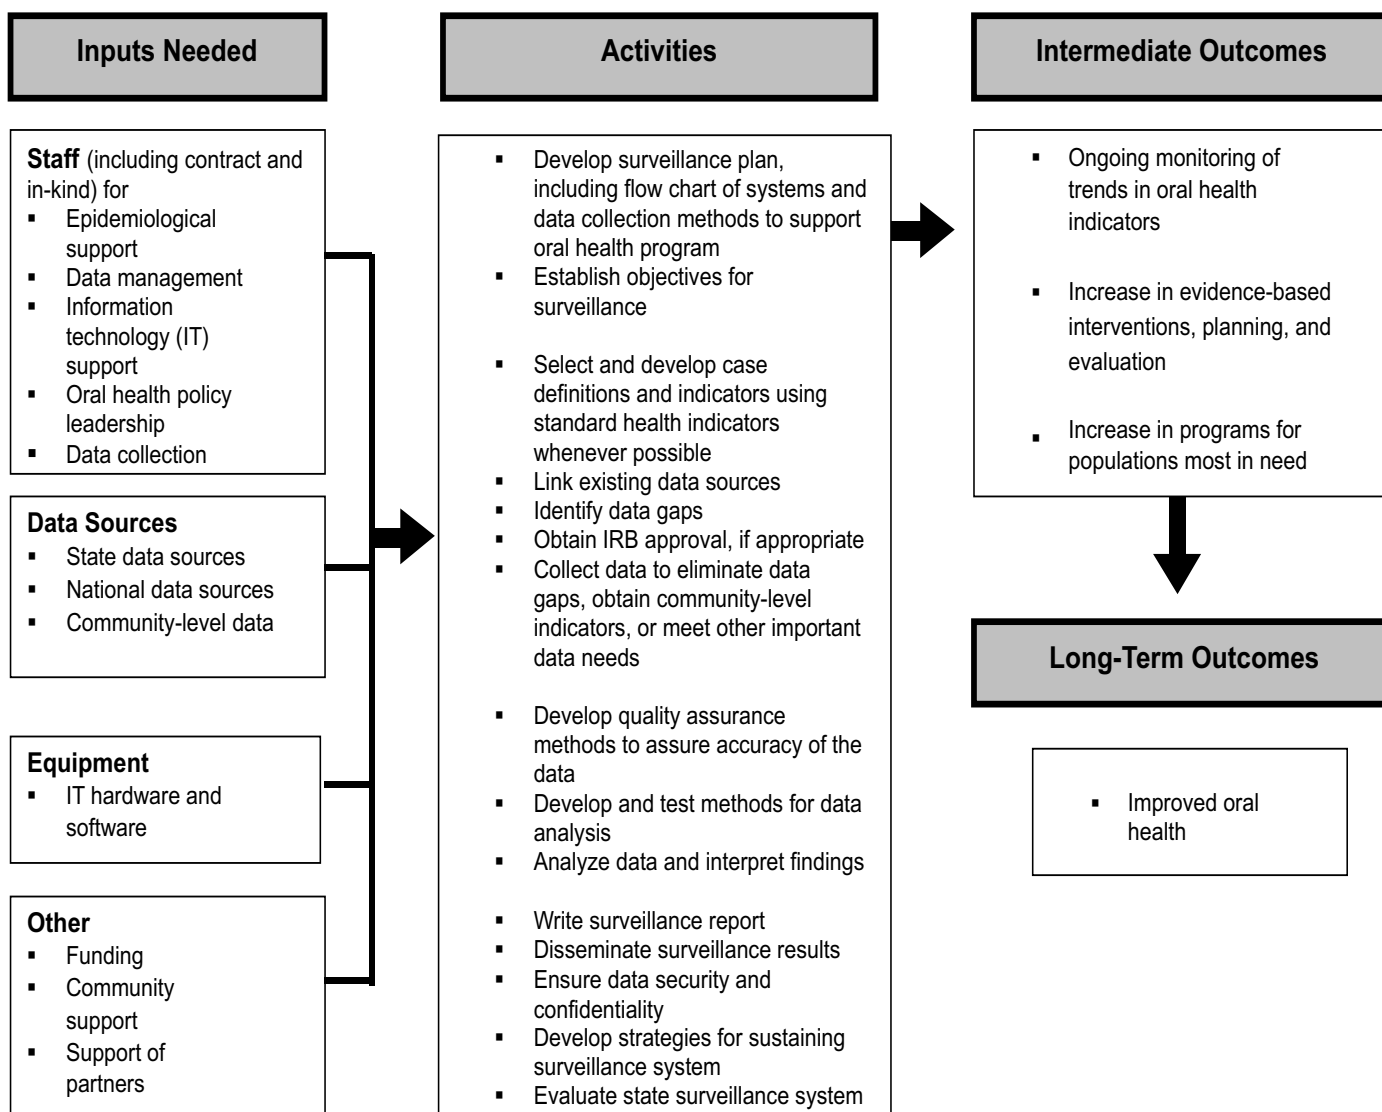 Inputs Needed
Staff (including contract and
in-kind) for
▪ Epidemiological
support
▪ Data management
▪ Information
technology (IT)
support
▪ Oral health policy
leadership
▪ Data collection
Data Sources
▪ State data sources
▪ National data sources
▪ Community-level data
Equipment
▪ IT hardware and
software
Other
▪ Funding
▪ Community
support
▪ Support of
partners
Activities
▪ Develop surveillance plan,
including flow chart of systems and
data collection methods to support
oral health program
▪ Establish objectives for
surveillance
▪ Select and develop case
definitions and indicators using
standard health indicators
whenever possible
▪ Link existing data sources
▪ Identify data gaps
▪ Obtain IRB approval, if appropriate
▪ Collect data to eliminate data
gaps, obtain community-level
indicators, or meet other important
data needs
▪ Develop quality assurance
methods to assure accuracy of the
data
▪ Develop and test methods for data
analysis
▪ Analyze data and interpret findings
▪ Write surveillance report
▪ Disseminate surveillance results
▪ Ensure data security and
confidentiality
▪ Develop strategies for sustaining
surveillance system
▪ Evaluate state surveillance system
Intermediate Outcomes
▪ Ongoing monitoring of
trends in oral health
indicators
▪ Increase in evidence-based
interventions, planning, and
evaluation
▪ Increase in programs for
populations most in need
Long-Term Outcomes
▪ Improved oral
health